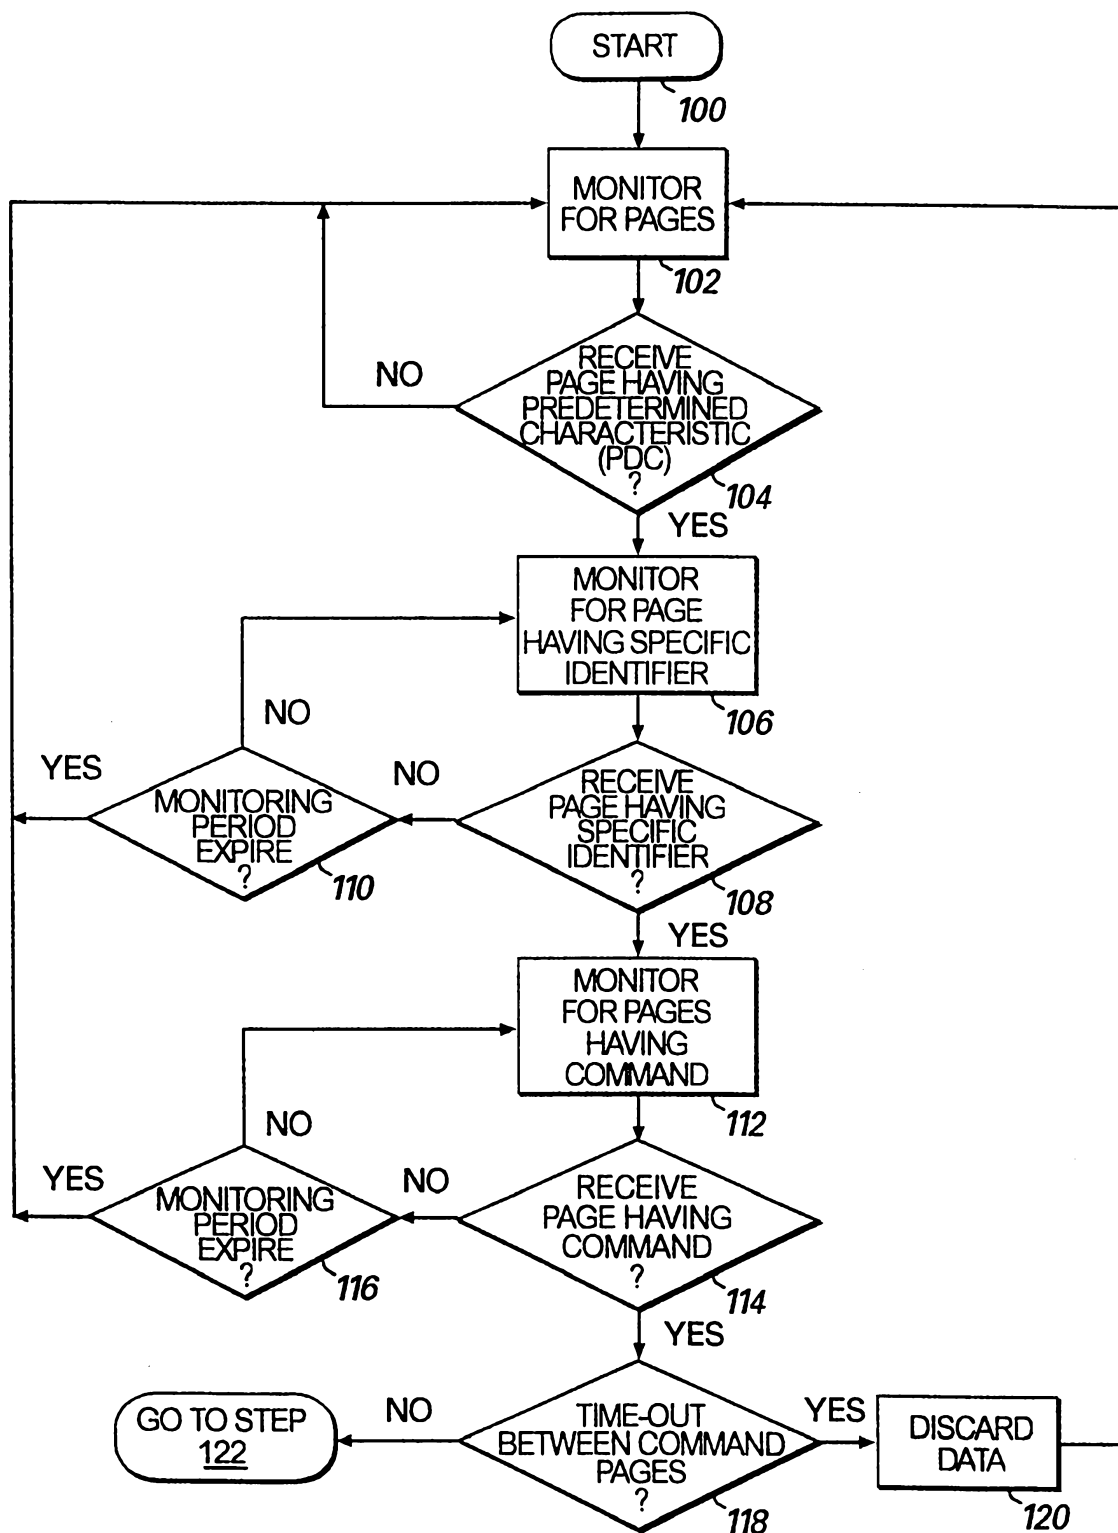 START
100
MONITOR
FOR PAGES
102
RECEIVE
PAGE HAVING
PREDETERMINED
CHARACTERISTIC
(PDC)
?
104
NO
YES
MONITOR
FOR PAGE
HAVING SPECIFIC
IDENTIFIER
106
NO
YES
MONITORING
PERIOD
EXPIRE
?
110
NO
RECEIVE
PAGE HAVING
SPECIFIC
IDENTIFIER
?
108
YES
MONITOR
FOR PAGES
HAVING
COMMAND
112
NO
YES
MONITORING
PERIOD
EXPIRE
?
116
NO
RECEIVE
PAGE HAVING
COMMAND
?
114
YES
GO TO STEP
122
NO
TIME-OUT
BETWEEN COMMAND
PAGES
?
118
YES
DISCARD
DATA
120